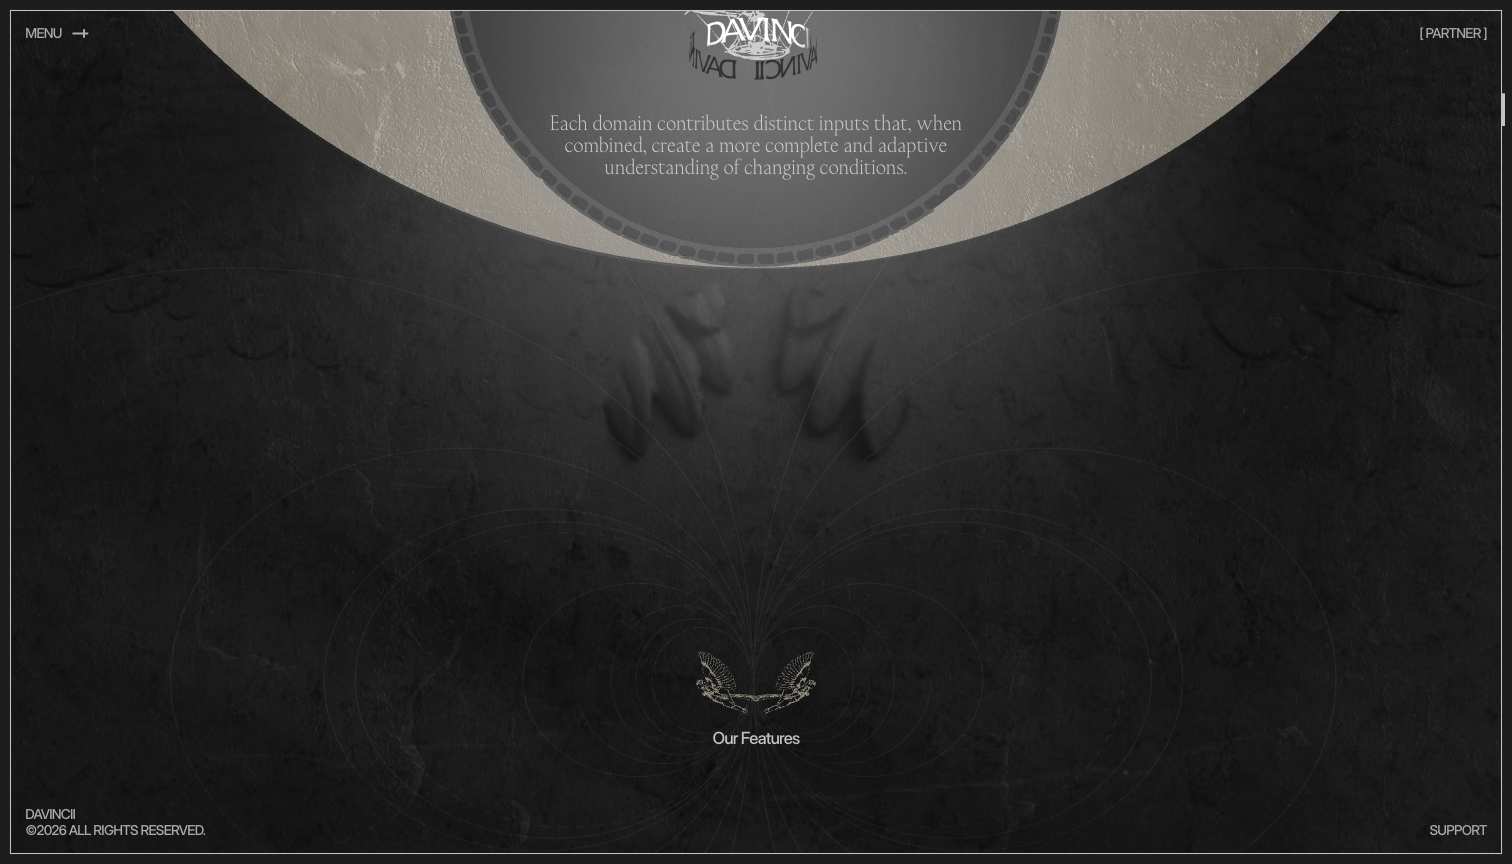 MENU
[ PARTNER ]
DAVINCI
Each domain contributes distinct inputs that, when
combined, create a more complete and adaptive
understanding of changing conditions.
Our Features
DAVINCII
©2026 ALL RIGHTS RESERVED.
SUPPORT